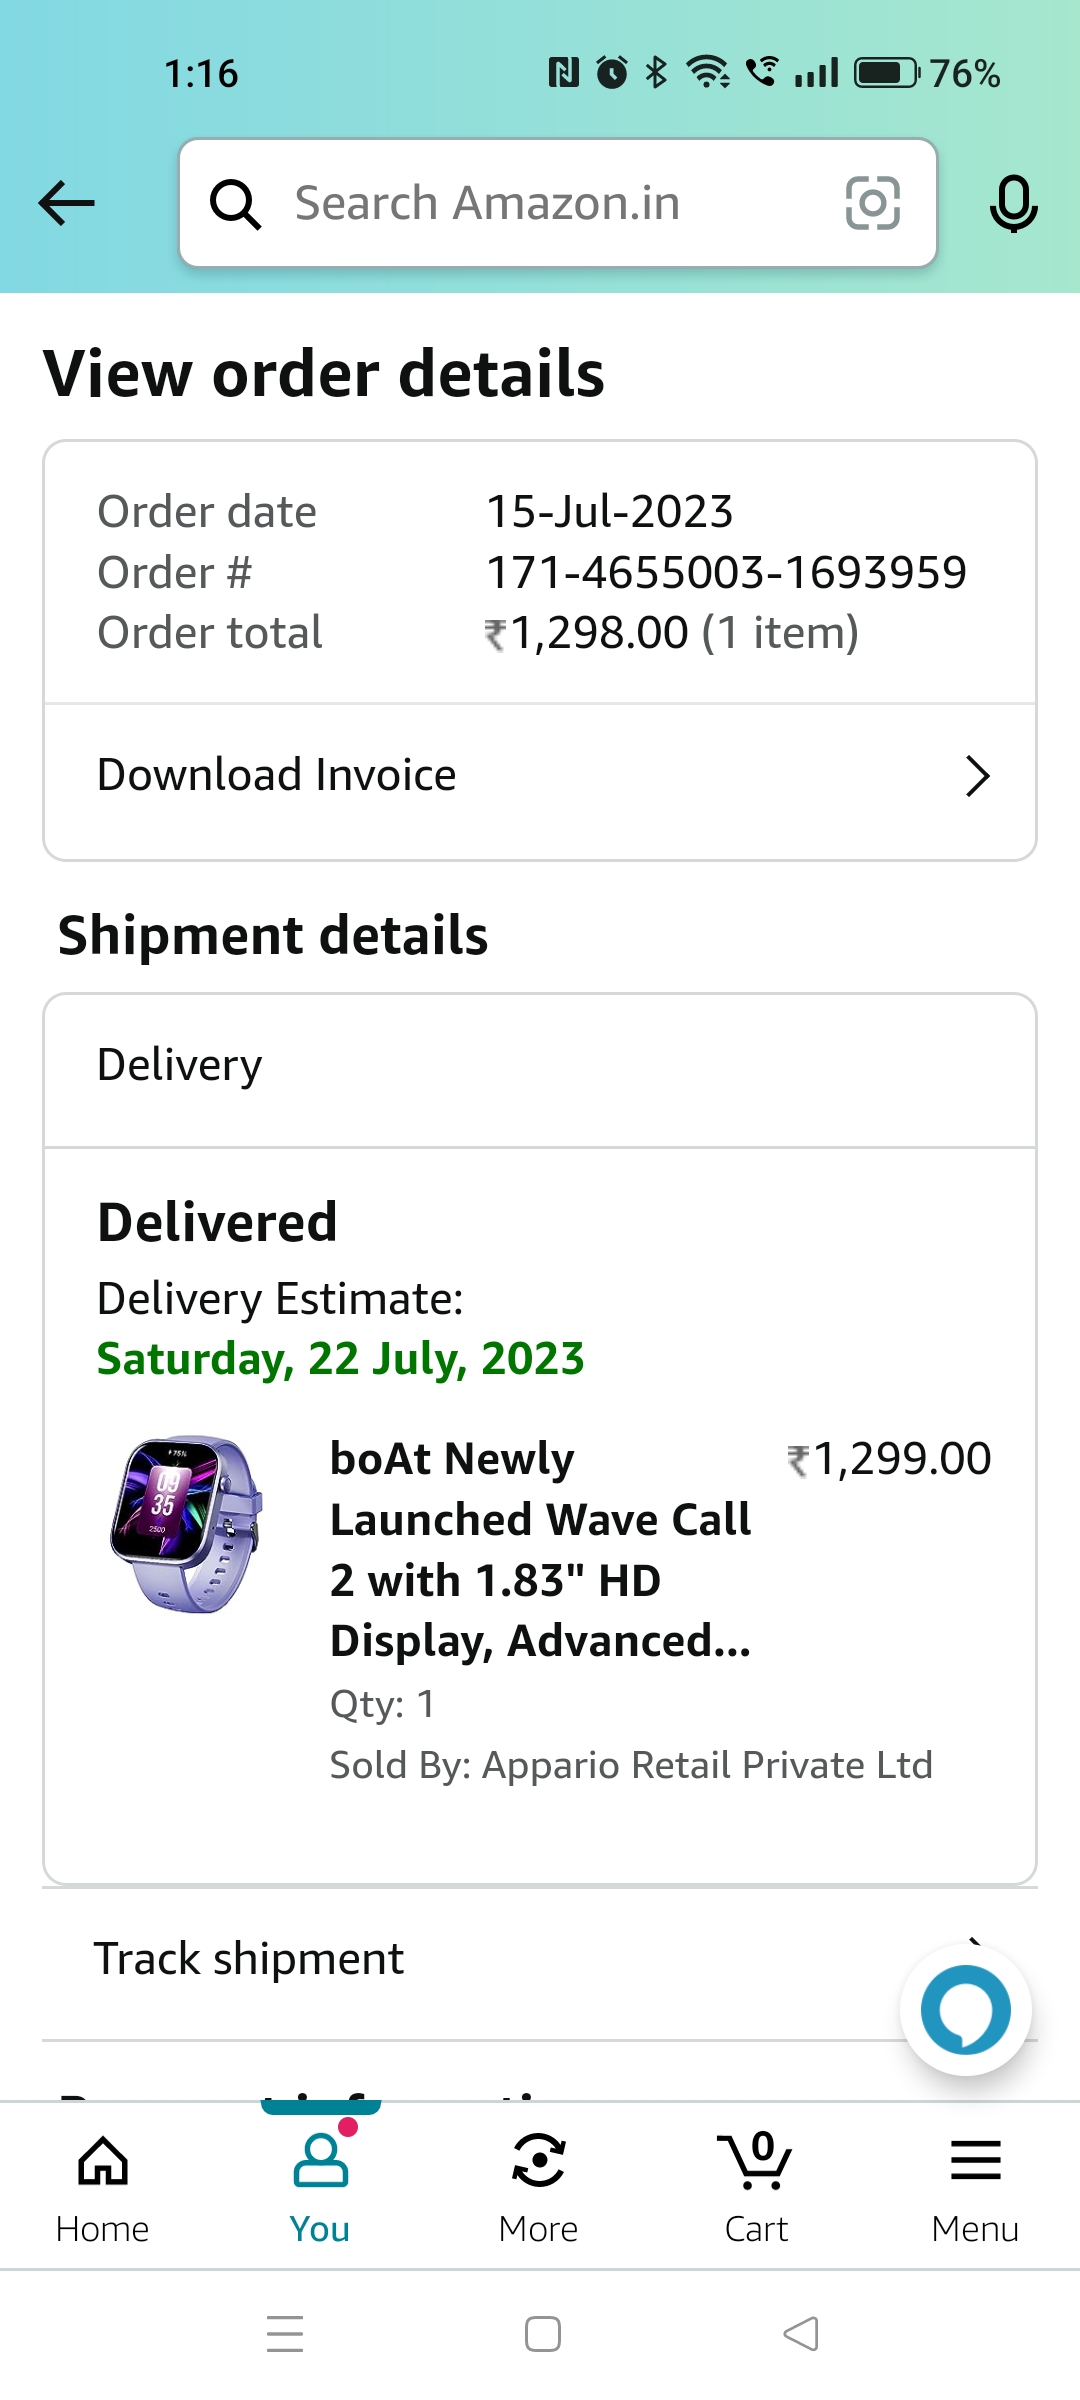 1:16 76%
Search Amazon.in
View order details
Order date 15-Jul-2023
Order # 171-4655003-1693959
Order total ₹1,298.00 (1 item)
Download Invoice
Shipment details
Delivery
Delivered
Delivery Estimate:
Saturday, 22 July, 2023
boAt Newly ₹1,299.00
Launched Wave Call
2 with 1.83" HD
Display, Advanced...
Qty: 1
Sold By: Appario Retail Private Ltd
75%
09
35
2500
Track shipment
0
Home You More Cart Menu